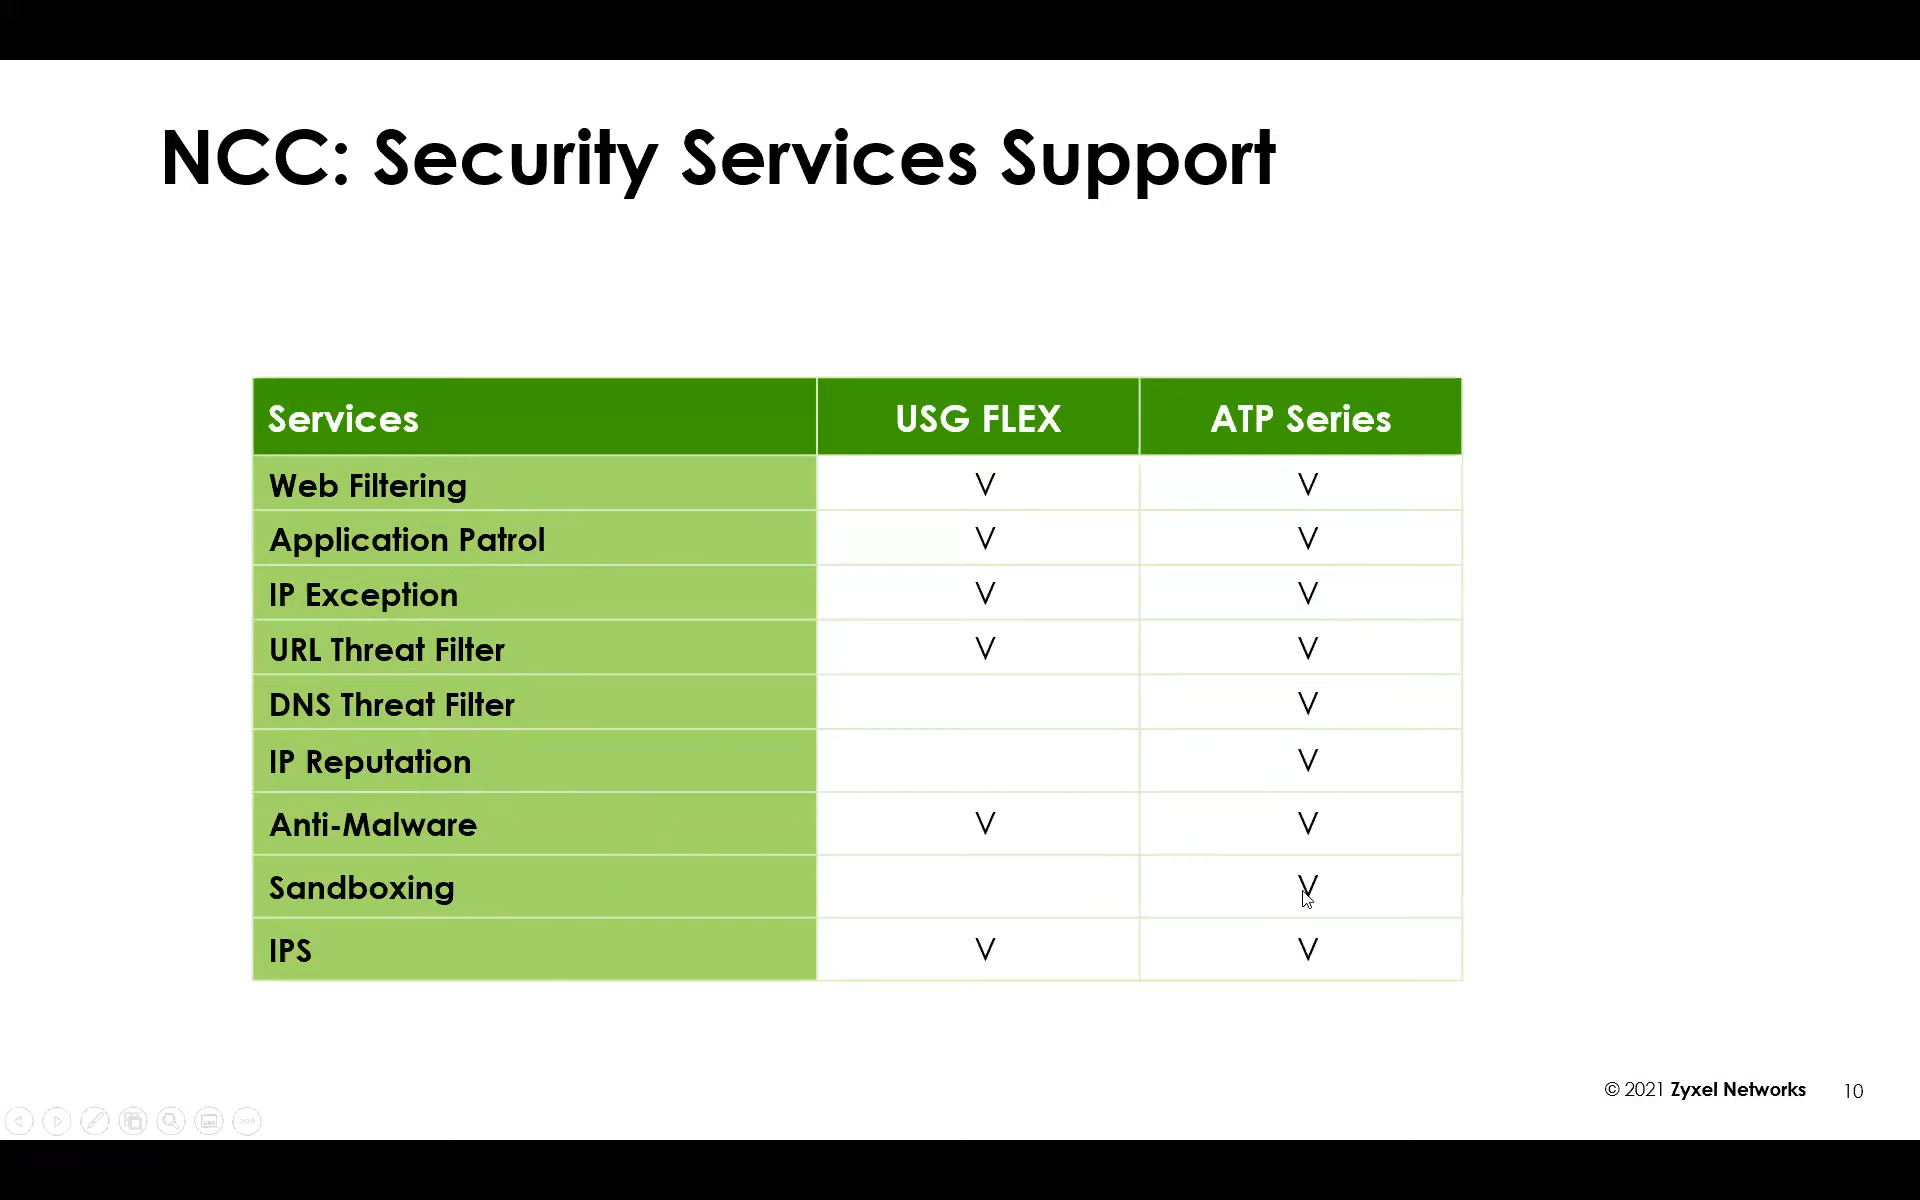 NCC: Security Services Support
Services USG FLEX ATP Series
Web Filtering V V
Application Patrol V V
IP Exception V V
URL Threat Filter V V
DNS Threat Filter V
IP Reputation V
Anti-Malware V V
Sandboxing V
IPS V V
© 2021 Zyxel Networks 10